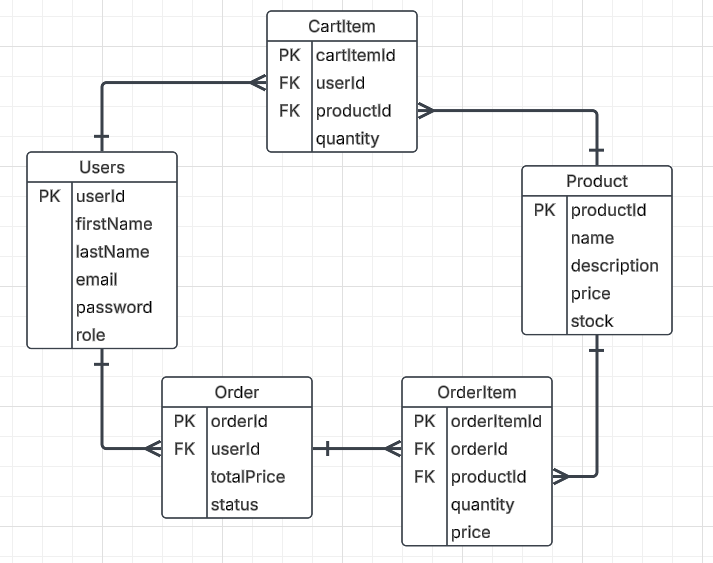 CartItem
PK cartItemId
FK userId
FK productId
quantity
Users
PK userId
firstName
lastName
email
password
role
Product
PK productId
name
description
price
stock
Order
PK orderId
FK userId
totalPrice
status
OrderItem
PK orderItemId
FK orderId
FK productId
quantity
price